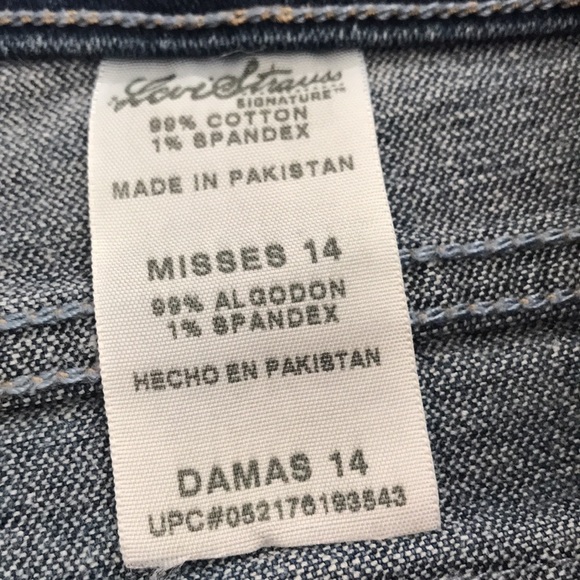 Levi Strauss
SIGNATURE™
99% COTTON
1% SPANDEX
MADE IN PAKISTAN
MISSES 14
99% ALGODON
1% SPANDEX
HECHO EN PAKISTAN
DAMAS 14
UPC#052176193543